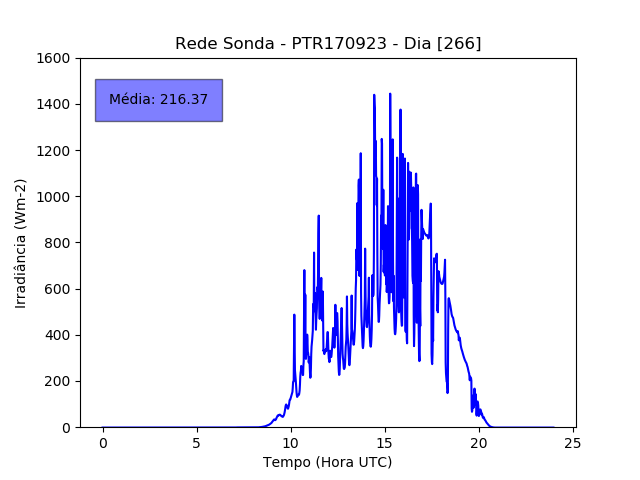 Rede Sonda - PTR170923 - Dia [266]
1600
1400
1200
1000
800
600
400
200
0
Irradiância (Wm-2)
Média: 216.37
0 5 10 15 20 25
Tempo (Hora UTC)